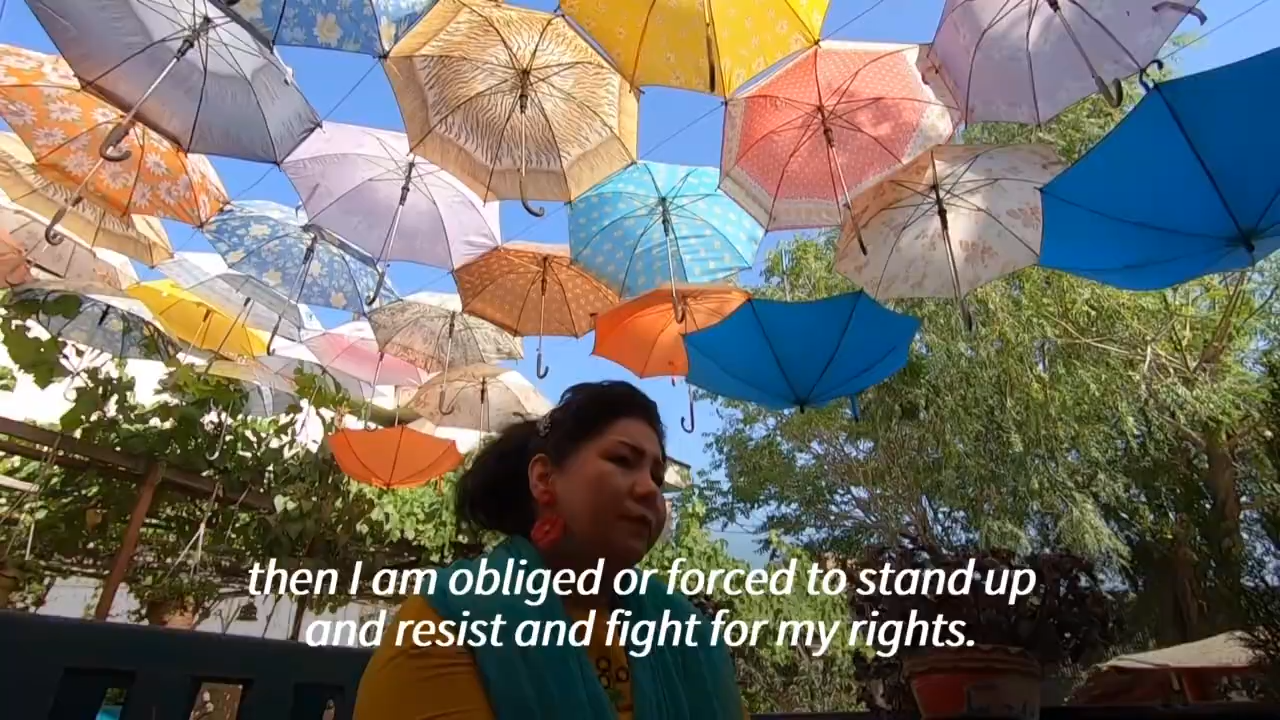 then I am obliged or forced to stand up
and resist and fight for my rights.